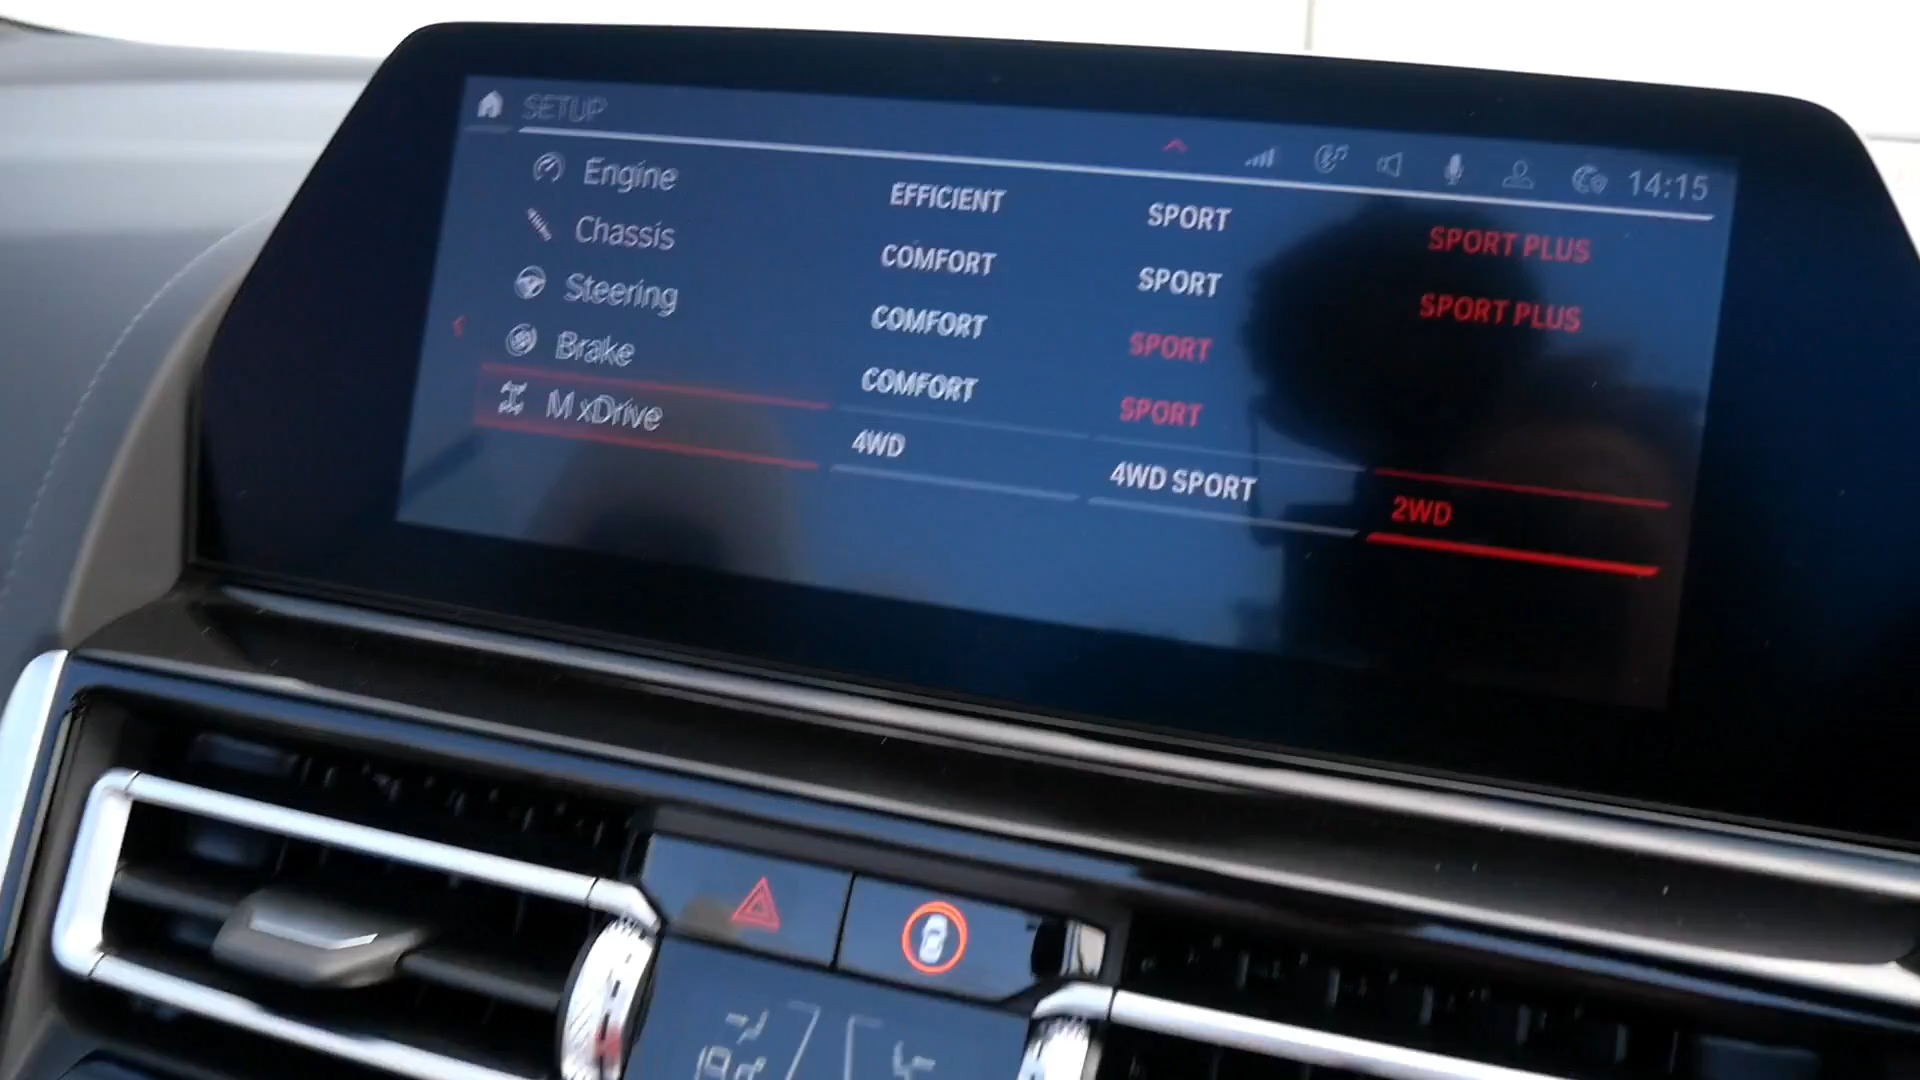 SETUP
14:15
Engine EFFICIENT SPORT SPORT PLUS
Chassis COMFORT SPORT SPORT PLUS
Steering COMFORT SPORT
Brake COMFORT SPORT
M xDrive 4WD 4WD SPORT 2WD